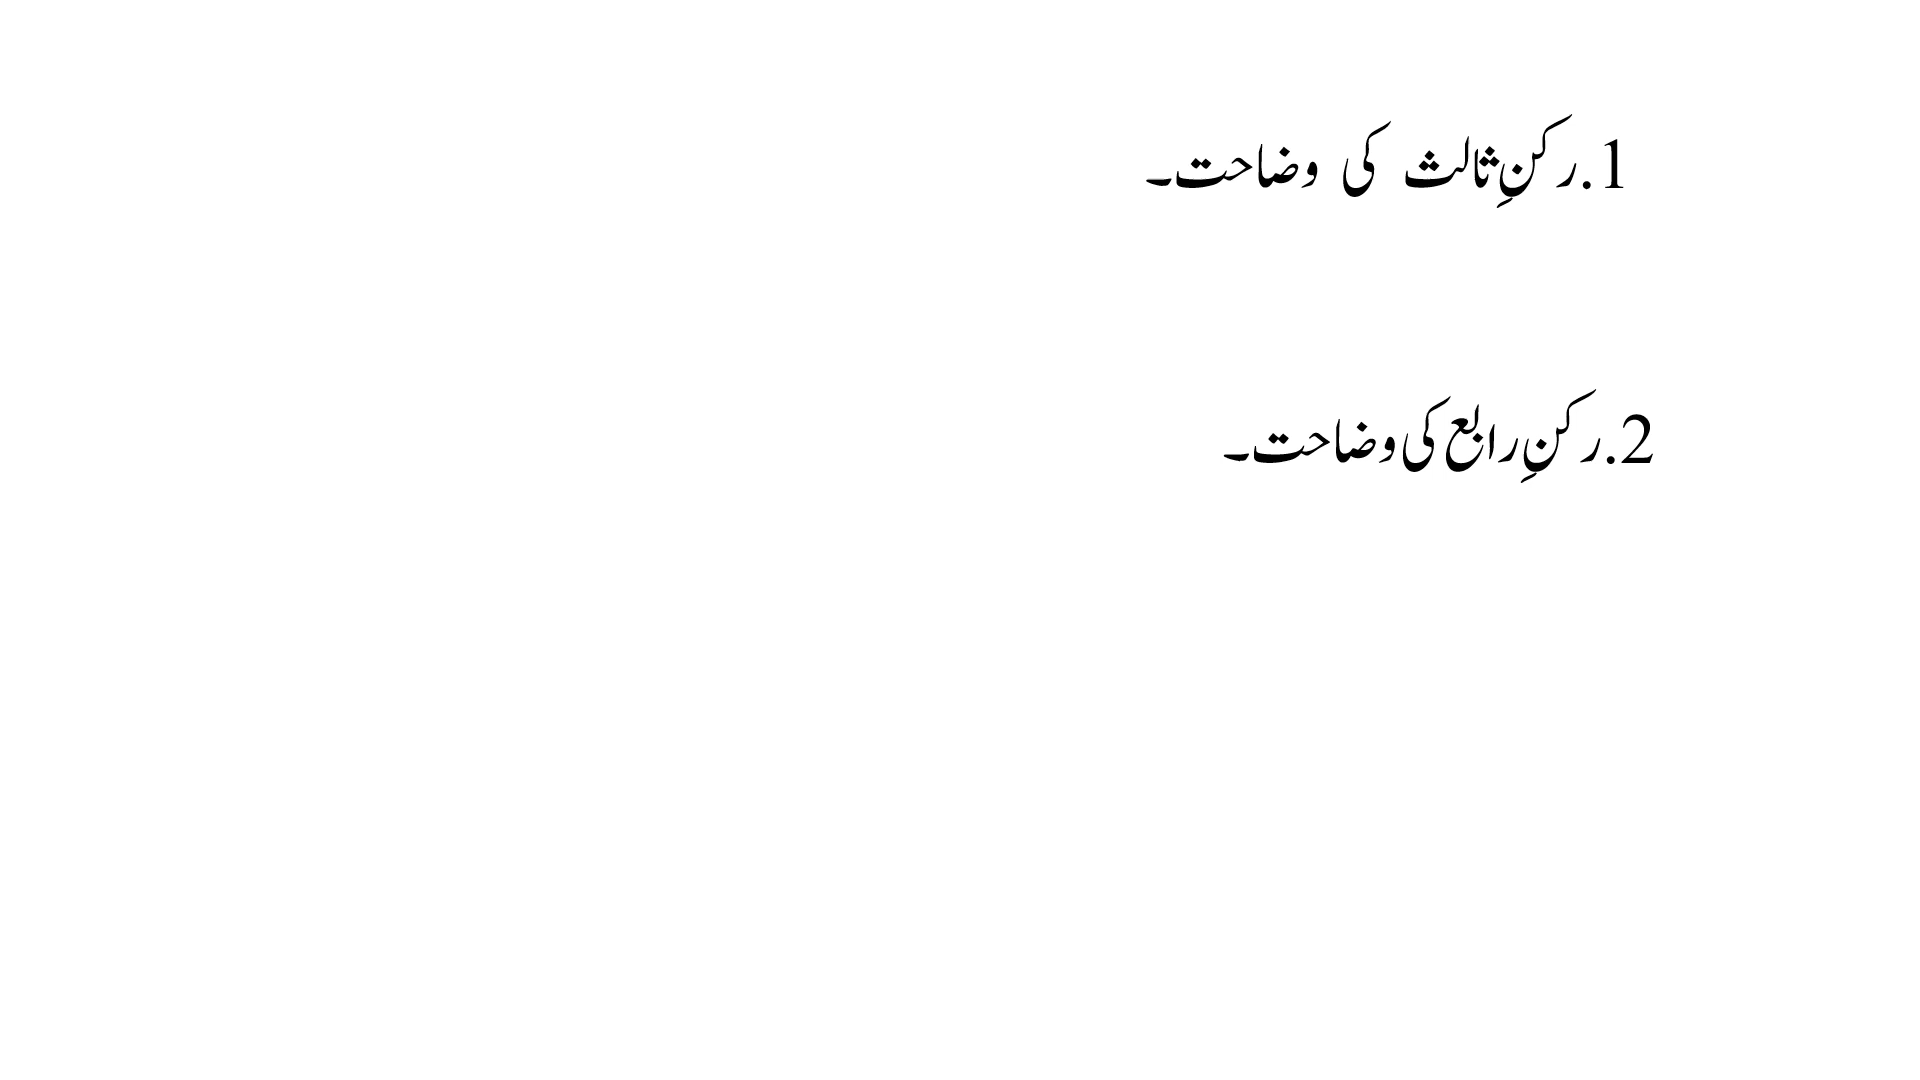 1.رکنِ ثالث کی وضاحت۔
2.رکنِ رابع کی وضاحت۔